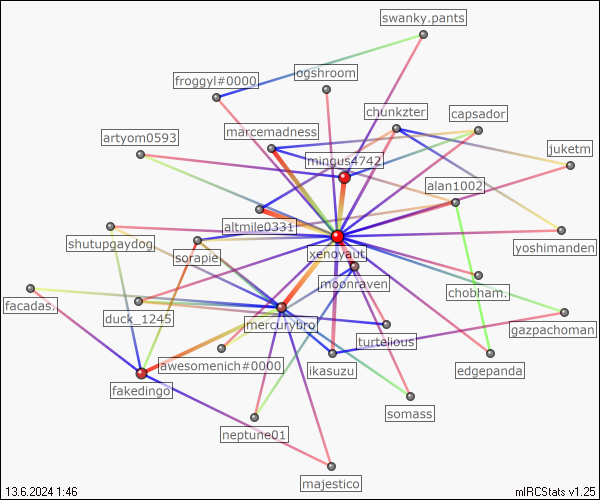 swanky.pants
ogshroom
froggyl#0000
chunkzter
capsador
marcemadness
artyom0593
juketm
mingus4742
alan1002
altmile0331
shutupgaydog
yoshimanden
xenoyaut
sorapiei
moonraven
chobham.
facadas.
duck_1245
mercurybro
gazpachoman
turtelious
awesomenich#0000
ikasuzu
edgepanda
fakedingo
somass
neptune01
majestico
13.6.2024 1:46
mIRCStats v1.25